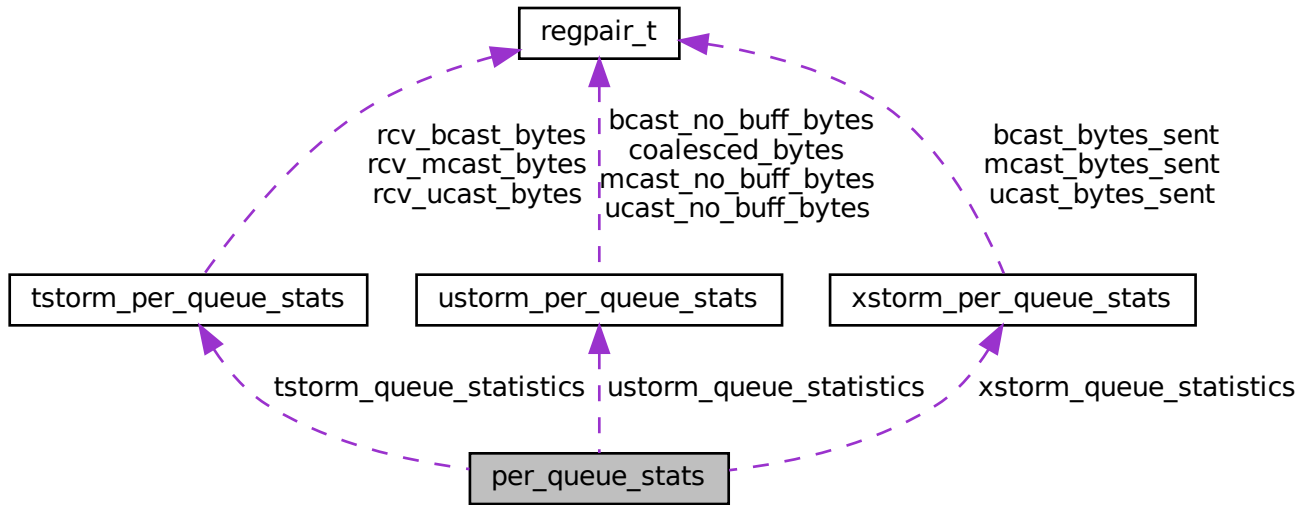 regpair_t
rcv_bcast_bytes
rcv_mcast_bytes
rcv_ucast_bytes
bcast_no_buff_bytes
coalesced_bytes
mcast_no_buff_bytes
ucast_no_buff_bytes
bcast_bytes_sent
mcast_bytes_sent
ucast_bytes_sent
tstorm_per_queue_stats
ustorm_per_queue_stats
xstorm_per_queue_stats
tstorm_queue_statistics
ustorm_queue_statistics
xstorm_queue_statistics
per_queue_stats